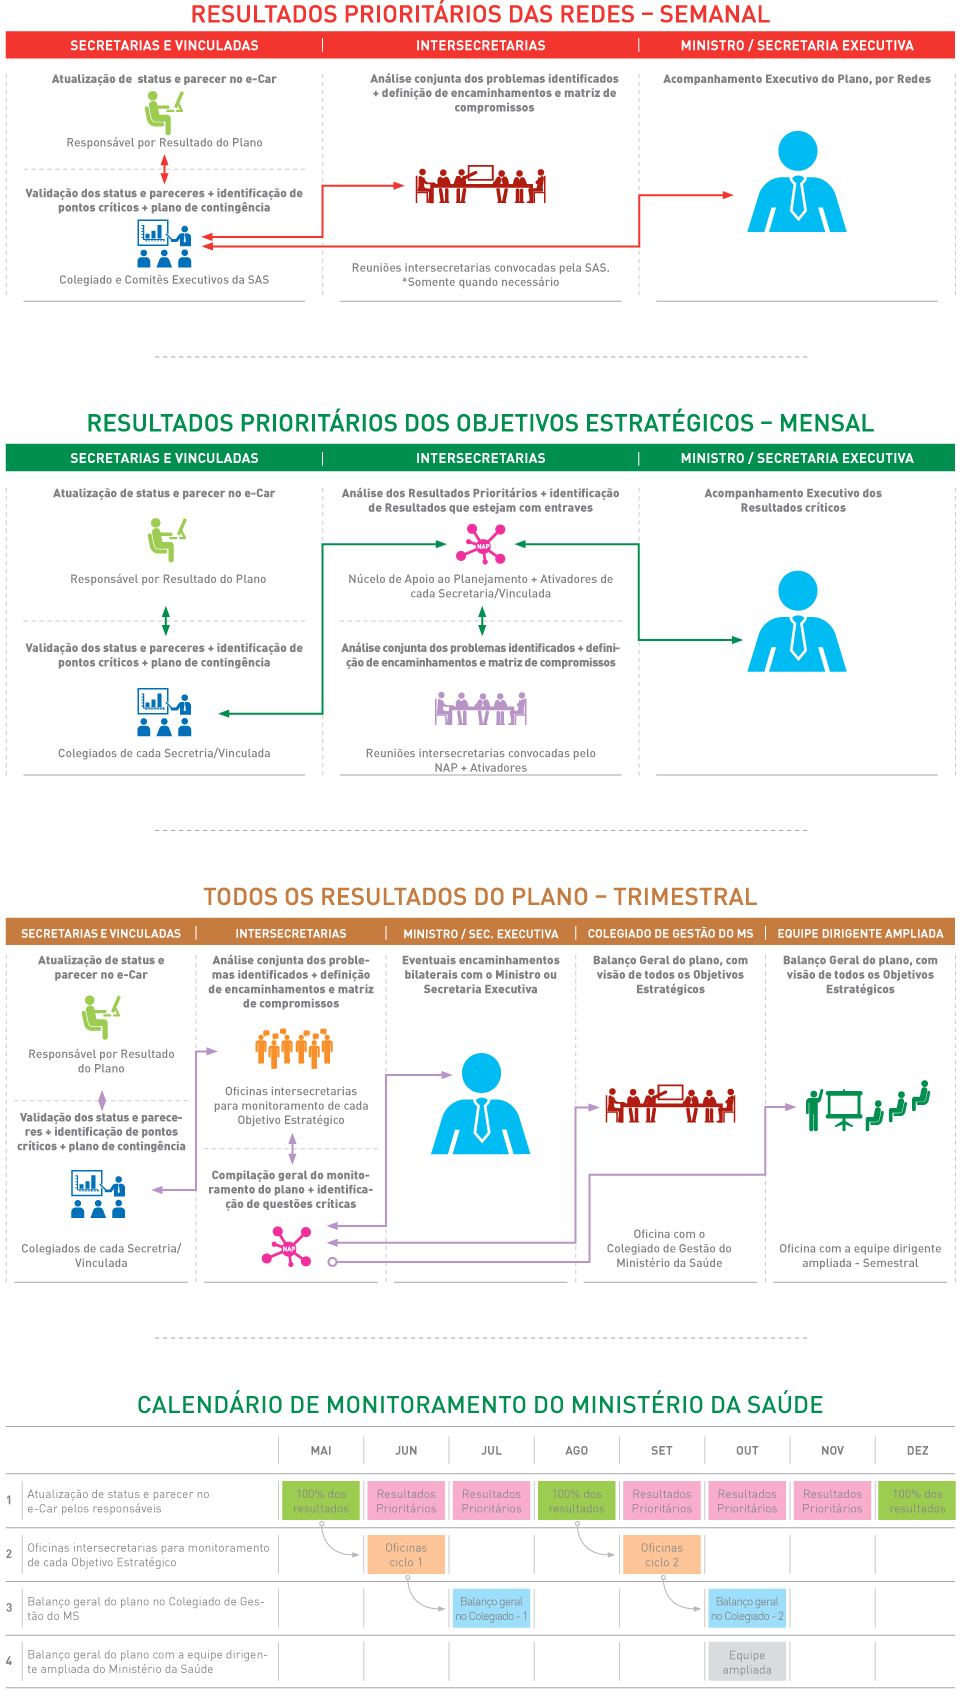 RESULTADOS PRIORITÁRIOS DAS REDES – SEMANAL
SECRETARIAS E VINCULADAS
INTERSECRETARIAS
MINISTRO / SECRETARIA EXECUTIVA
Atualização de status e parecer no e-Car
Responsável por Resultado do Plano
Validação dos status e pareceres + identificação de
pontos críticos + plano de contingência
Colegiado e Comitês Executivos da SAS
Análise conjunta dos problemas identificados
+ definição de encaminhamentos e matriz de
compromissos
Reuniões intersecretarias convocadas pela SAS.
*Somente quando necessário
Acompanhamento Executivo do Plano, por Redes
RESULTADOS PRIORITÁRIOS DOS OBJETIVOS ESTRATÉGICOS – MENSAL
SECRETARIAS E VINCULADAS
INTERSECRETARIAS
MINISTRO / SECRETARIA EXECUTIVA
Atualização de status e parecer no e-Car
Responsável por Resultado do Plano
Validação dos status e pareceres + identificação de
pontos críticos + plano de contingência
Colegiados de cada Secretria/Vinculada
Análise dos Resultados Prioritários + identificação
de Resultados que estejam com entraves
NAP
Núcelo de Apoio ao Planejamento + Ativadores de
cada Secretaria/Vinculada
Análise conjunta dos problemas identificados + defini-
ção de encaminhamentos e matriz de compromissos
Reuniões intersecretarias convocadas pelo
NAP + Ativadores
Acompanhamento Executivo dos
Resultados críticos
TODOS OS RESULTADOS DO PLANO – TRIMESTRAL
SECRETARIAS E VINCULADAS
INTERSECRETARIAS
MINISTRO / SEC. EXECUTIVA
COLEGIADO DE GESTÃO DO MS
EQUIPE DIRIGENTE AMPLIADA
Atualização de status e
parecer no e-Car
Responsável por Resultado
do Plano
Validação dos status e parece-
res + identificação de pontos
críticos + plano de contingência
Colegiados de cada Secretria/
Vinculada
Análise conjunta dos proble-
mas identificados + definição
de encaminhamentos e matriz
de compromissos
Oficinas intersecretarias
para monitoramento de cada
Objetivo Estratégico
Compilação geral do monito-
ramento do plano + identifica-
ção de questões críticas
NAP
Eventuais encaminhamentos
bilaterais com o Ministro ou
Secretaria Executiva
Balanço Geral do plano, com
visão de todos os Objetivos
Estratégicos
Oficina com o
Colegiado de Gestão do
Ministério da Saúde
Balanço Geral do plano, com
visão de todos os Objetivos
Estratégicos
Oficina com a equipe dirigente
ampliada - Semestral
CALENDÁRIO DE MONITORAMENTO DO MINISTÉRIO DA SAÚDE
MAI JUN JUL AGO SET OUT NOV DEZ
1
Atualização de status e parecer no
e-Car pelos responsáveis
100% dos
resultados
Resultados
Prioritários
Resultados
Prioritários
100% dos
resultados
Resultados
Prioritários
Resultados
Prioritários
Resultados
Prioritários
100% dos
resultados
2
Oficinas intersecretarias para monitoramento
de cada Objetivo Estratégico
Oficinas
ciclo 1
Oficinas
ciclo 2
3
Balanço geral do plano no Colegiado de Ges-
tão do MS
Balanço geral
no Colegiado - 1
Balanço geral
no Colegiado - 2
4
Balanço geral do plano com a equipe dirigen-
te ampliada do Ministério da Saúde
Equipe
ampliada